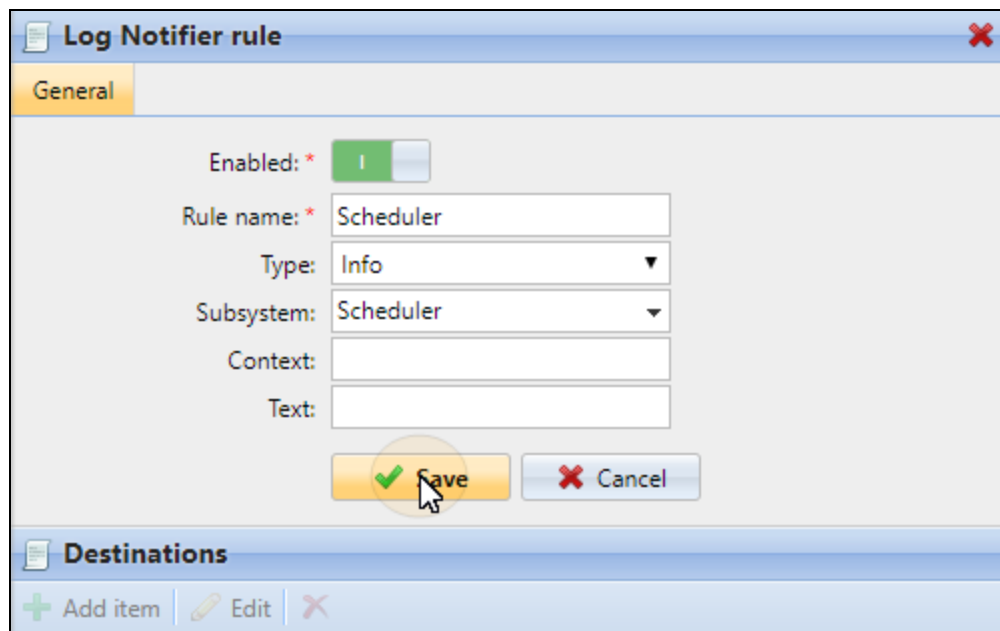 Log Notifier rule
General
Enabled: * I
Rule name: * Scheduler
Type: Info
Subsystem: Scheduler
Context:
Text:
Save Cancel
Destinations
Add item Edit